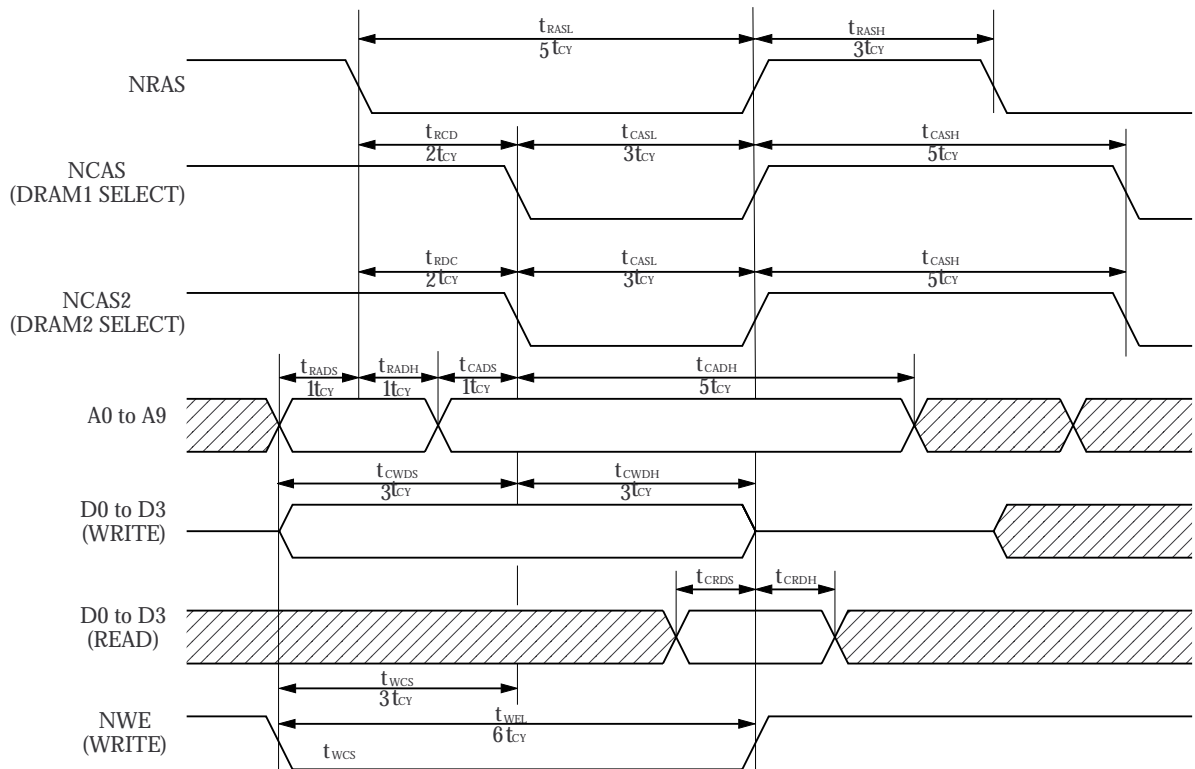 tRASL
5tCY
tRASH
3tCY
NRAS
tRCD
2tCY
tCASL
3tCY
tCASH
5tCY
NCAS
(DRAM1 SELECT)
tRDC
2tCY
tCASL
3tCY
tCASH
5tCY
NCAS2
(DRAM2 SELECT)
tRADS
1tCY
tRADH
1tCY
tCADS
1tCY
tCADH
5tCY
A0 to A9
tCWDS
3tCY
tCWDH
3tCY
D0 to D3
(WRITE)
tCRDS
tCRDH
D0 to D3
(READ)
tWCS
3tCY
tWEL
6tCY
NWE
(WRITE)
tWCS